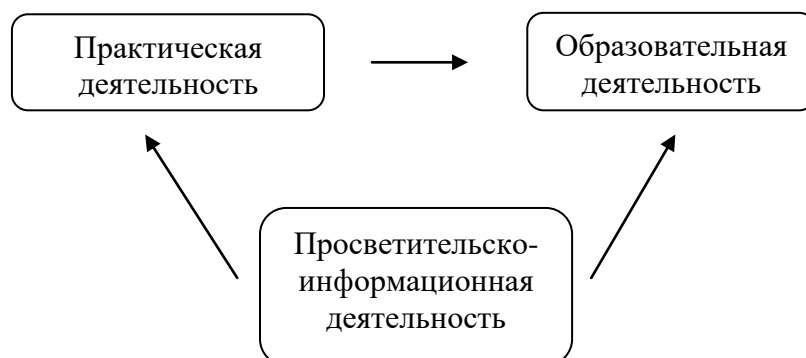 Практическая
деятельность
Образовательная
деятельность
Просветительско-
информационная
деятельность